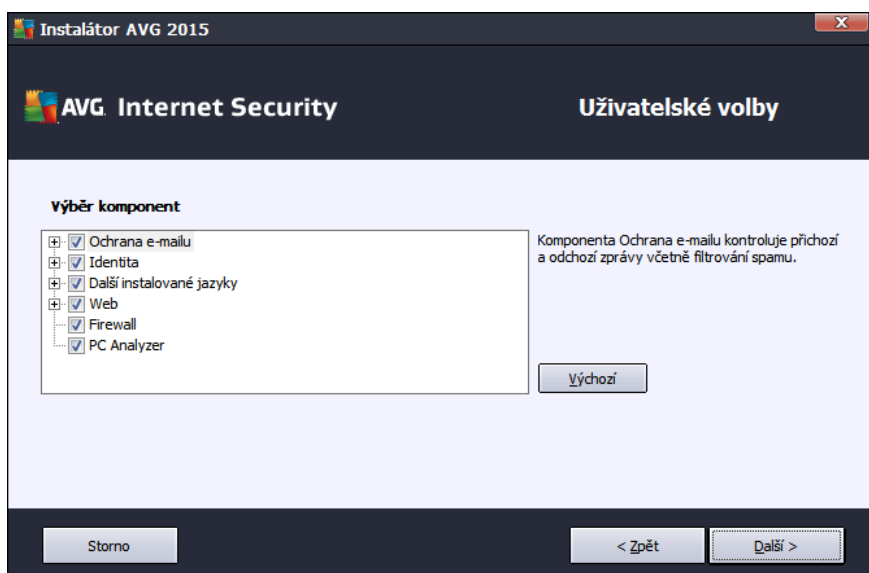 Instalátor AVG 2015
X
AVG. Internet Security
Uživatelské volby
Výběr komponent
Ochrana e-mailu
Identita
Další instalované jazyky
Web
Firewall
PC Analyzer
Komponenta Ochrana e-mailu kontroluje přichozí
a odchozí zprávy včetně filtrování spamu.
Výchozí
Storno
< Zpět
Další >